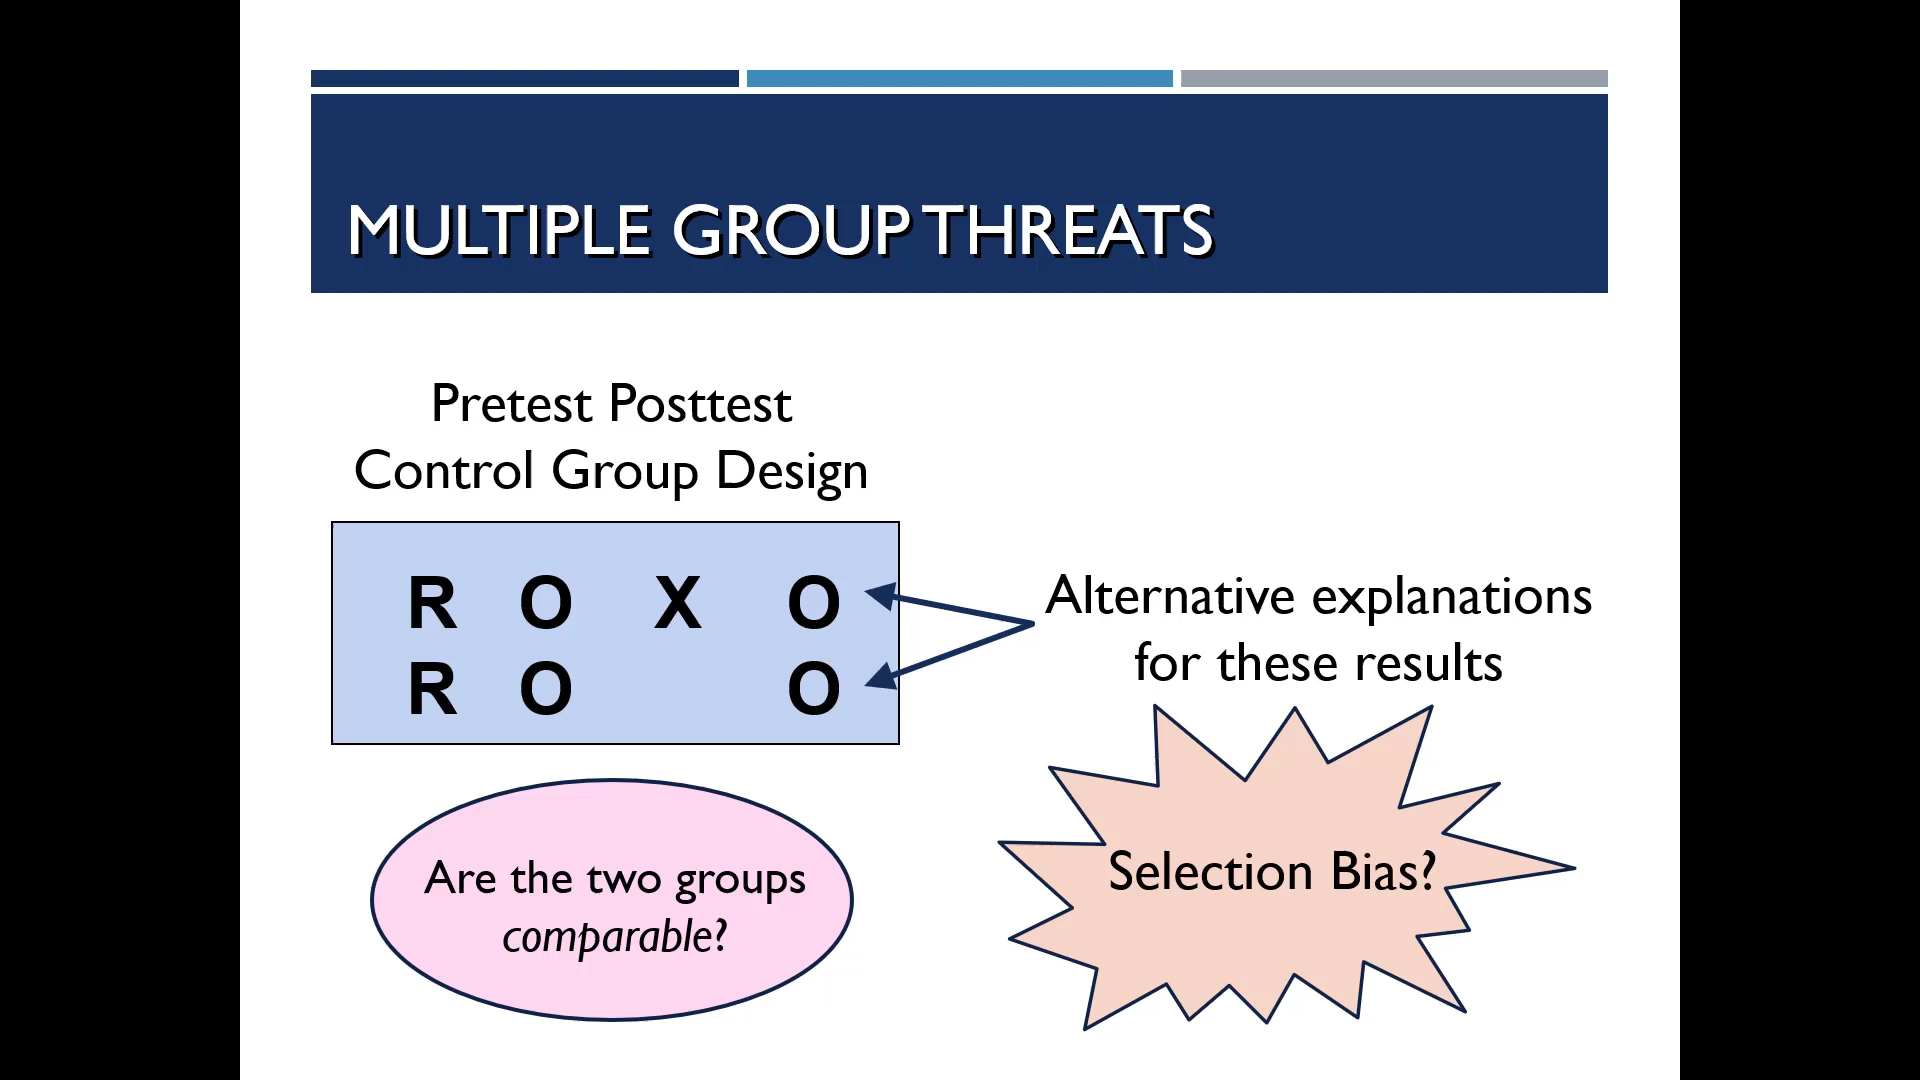 MULTIPLE GROUP THREATS
Pretest Posttest
Control Group Design
R O X O
R O O
Alternative explanations
for these results
Are the two groups
comparable?
Selection Bias?